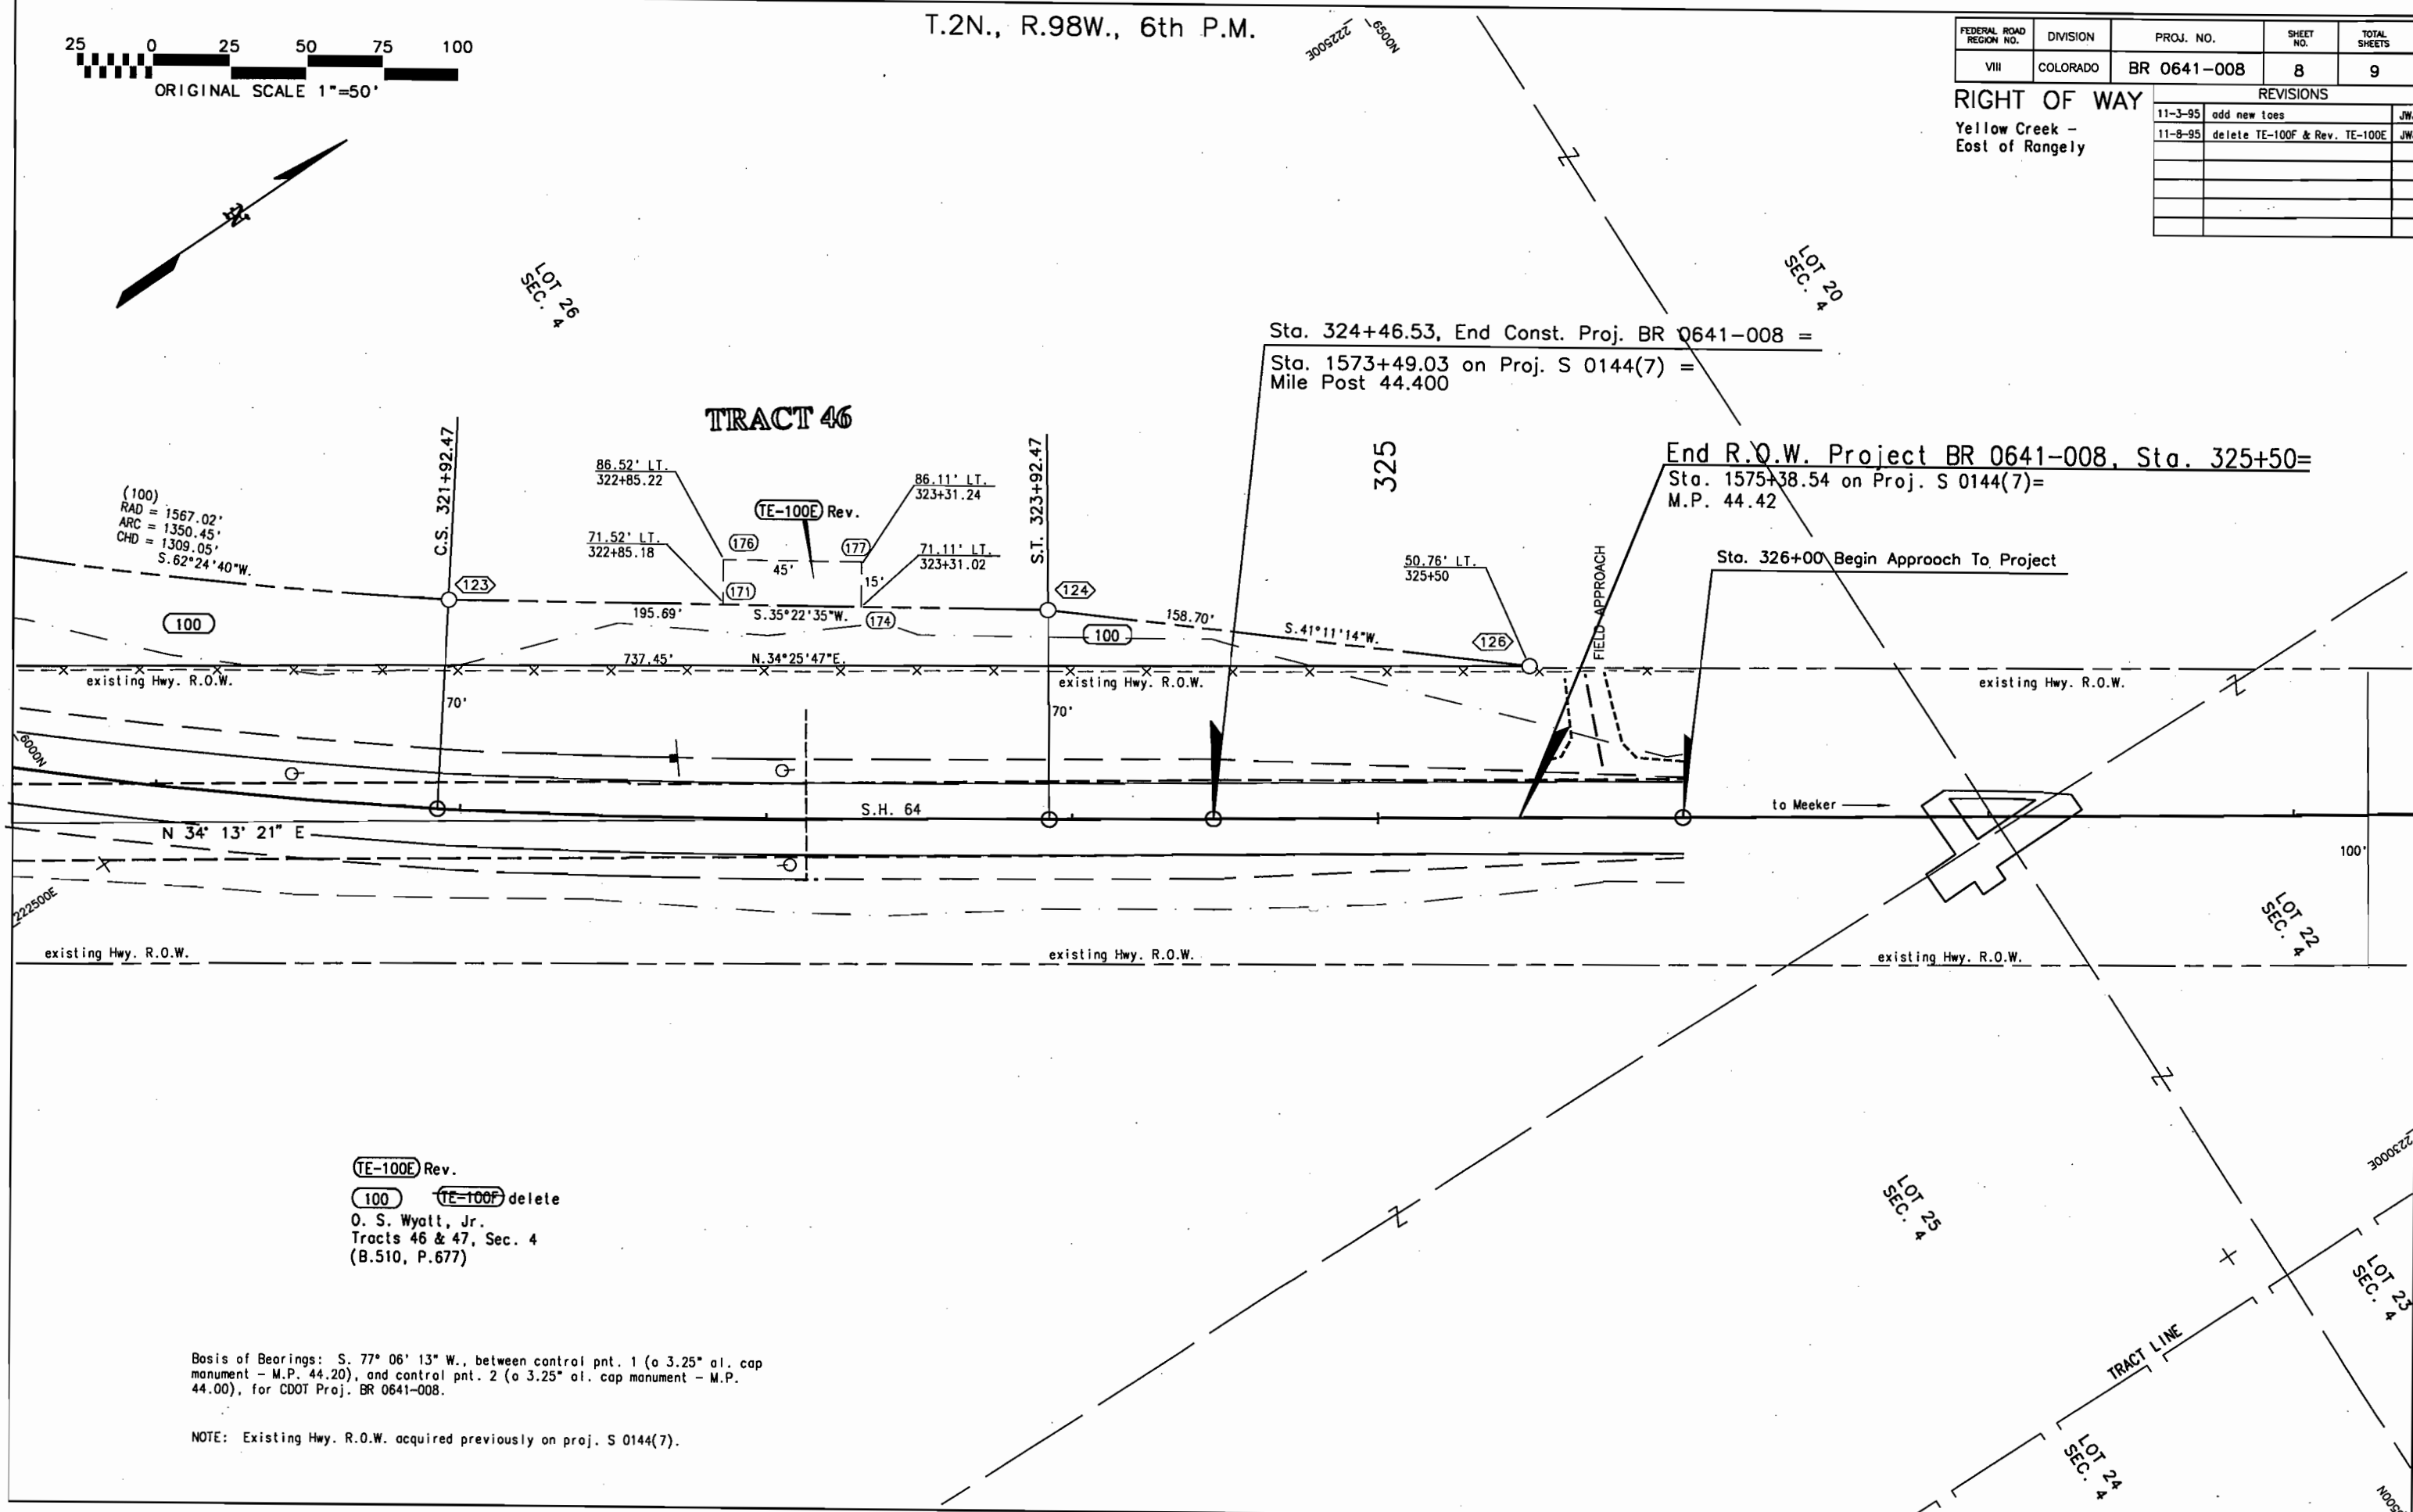 T.2N., R.98W., 6th P.M.
25 0 25 50 75 100
ORIGINAL SCALE 1"=50'
N
222500E
6500N
FEDERAL ROAD REGION NO. DIVISION PROJ. NO. SHEET NO. TOTAL SHEETS
VIII COLORADO BR 0641-008 8 9
RIGHT OF WAY
Yellow Creek -
East of Rangely
REVISIONS
11-3-95 add new toes
11-8-95 delete TE-100F & Rev. TE-100E
LOT 26
SEC. 4
LOT 20
SEC. 4
Sta. 324+46.53, End Const. Proj. BR 0641-008 =
Sta. 1573+49.03 on Proj. S 0144(7) =
Mile Post 44.400
TRACT 46
325
End R.O.W. Project BR 0641-008, Sta. 325+50=
Sta. 1575+38.54 on Proj. S 0144(7)=
M.P. 44.42
(100)
RAD = 1567.02'
ARC = 1350.45'
CHD = 1309.05'
S.62°24'40"W.
C.S. 321+92.47
86.52' LT.
322+85.22
TE-100E Rev.
86.11' LT.
323+31.24
71.52' LT.
322+85.18
176
177
45'
15'
71.11' LT.
323+31.02
S.T. 323+92.47
50.76' LT.
325+50
FIELD APPROACH
Sta. 326+00 Begin Approach To Project
123
171
124
195.69'
S.35°22'35"W.
174
158.70'
S.41°11'14"W.
126
100
100
737.45'
N.34°25'47"E.
existing Hwy. R.O.W.
existing Hwy. R.O.W.
existing Hwy. R.O.W.
70'
70'
6000N
S.H. 64
to Meeker
N 34° 13' 21" E
100'
222500E
LOT 22
SEC. 4
existing Hwy. R.O.W.
existing Hwy. R.O.W.
existing Hwy. R.O.W.
223000E
TE-100E Rev.
100 TE-100F delete
O. S. Wyatt, Jr.
Tracts 46 & 47, Sec. 4
(B.510, P.677)
LOT 25
SEC. 4
LOT 23
SEC. 4
TRACT LINE
LOT 24
SEC. 4
Basis of Bearings: S. 77° 06' 13" W., between control pnt. 1 (a 3.25" al. cap
monument - M.P. 44.20), and control pnt. 2 (a 3.25" al. cap monument - M.P.
44.00), for CDOT Proj. BR 0641-008.
NOTE: Existing Hwy. R.O.W. acquired previously on proj. S 0144(7).